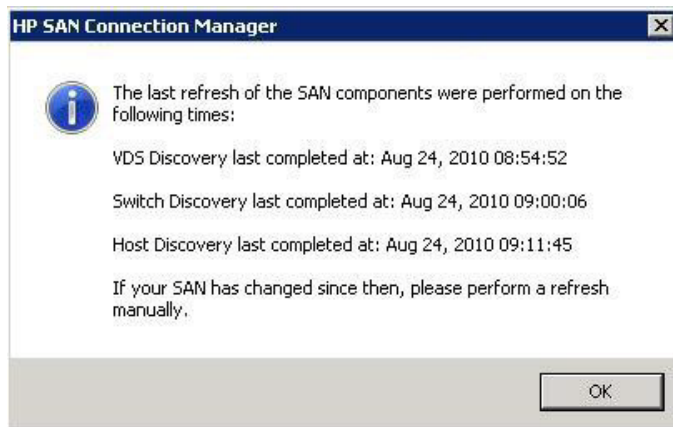 HP SAN Connection Manager
The last refresh of the SAN components were performed on the
following times:
VDS Discovery last completed at: Aug 24, 2010 08:54:52
Switch Discovery last completed at: Aug 24, 2010 09:00:06
Host Discovery last completed at: Aug 24, 2010 09:11:45
If your SAN has changed since then, please perform a refresh
manually.
OK